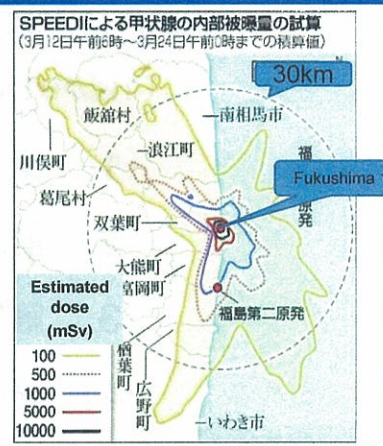 SPEEDIによる甲状腺の内部被曝量の試算
(3月12日午前6時～3月24日午前0時までの積算値)
N
30km
飯舘村
南相馬市
浪江町
川俣町
葛尾村
双葉町
福
Fukushima
原発
大熊町
富岡町
福島第二原発
楢葉町
広野町
いわき市
Estimated
dose
(mSv)
100
500
1000
5000
10000